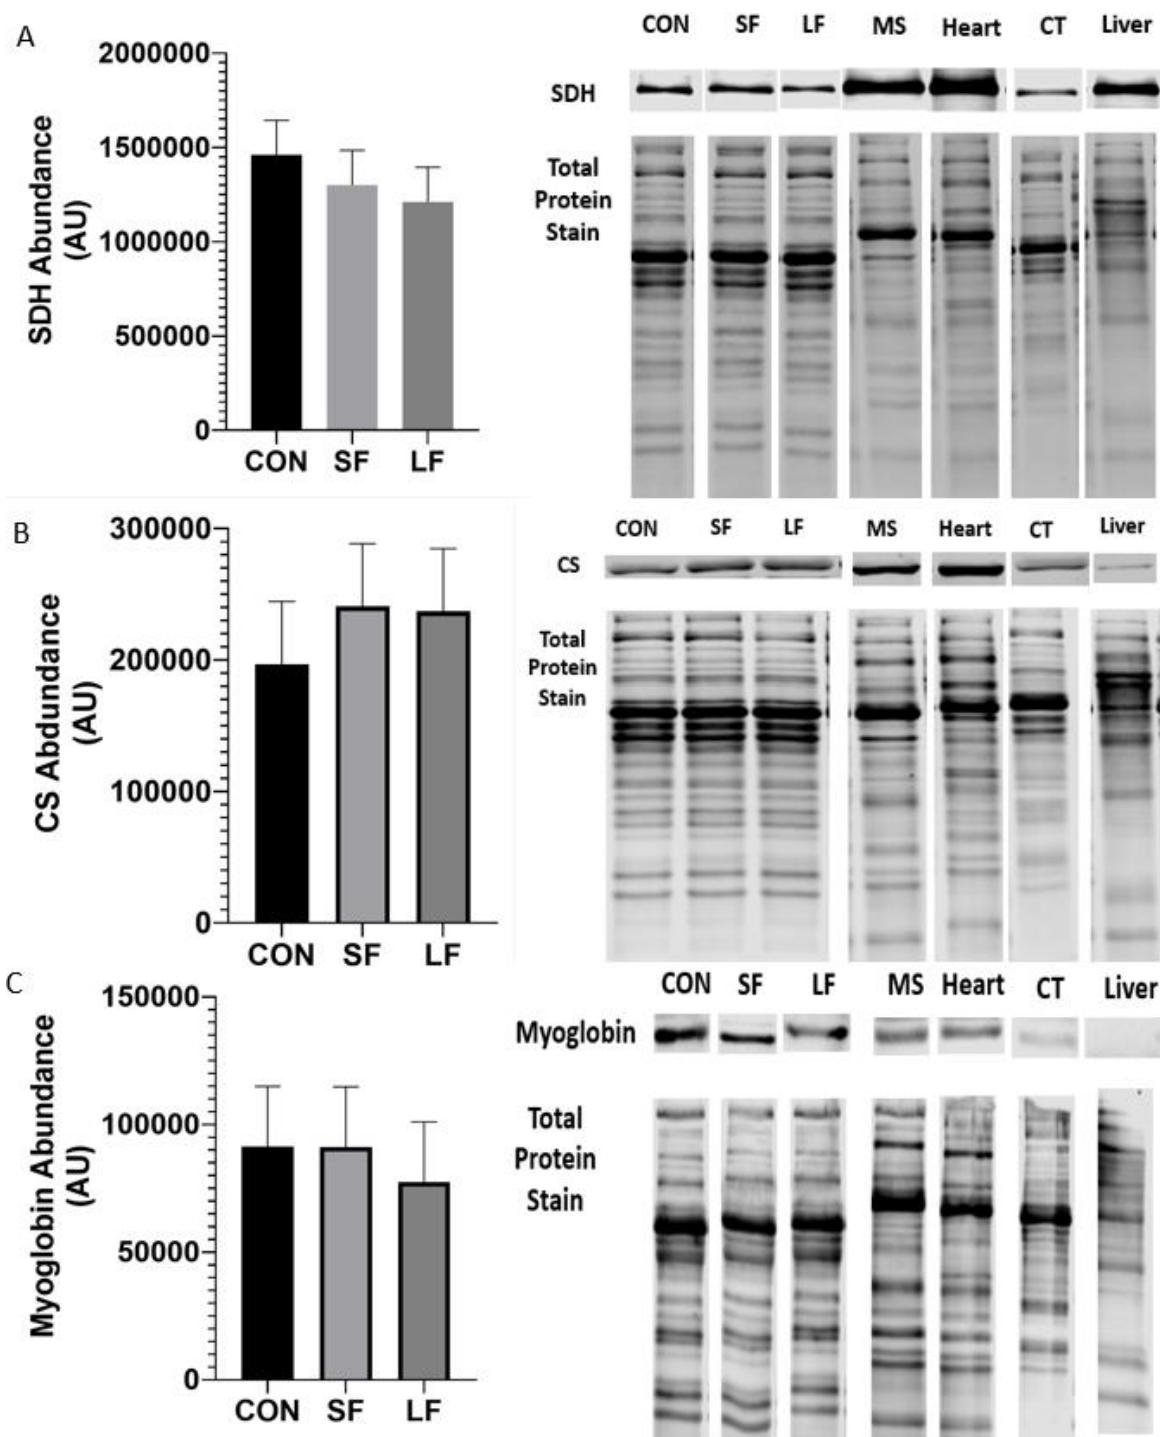 A
SDH Abundance
(AU)
2000000
1500000
1000000
500000
0
CON SF LF
CON SF LF MS Heart CT Liver
SDH
Total
Protein
Stain
B
CS Abdundance
(AU)
300000
200000
100000
0
CON SF LF
CON SF LF MS Heart CT Liver
CS
Total
Protein
Stain
C
Myoglobin Abundance
(AU)
150000
100000
50000
0
CON SF LF
CON SF LF MS Heart CT Liver
Myoglobin
Total
Protein
Stain